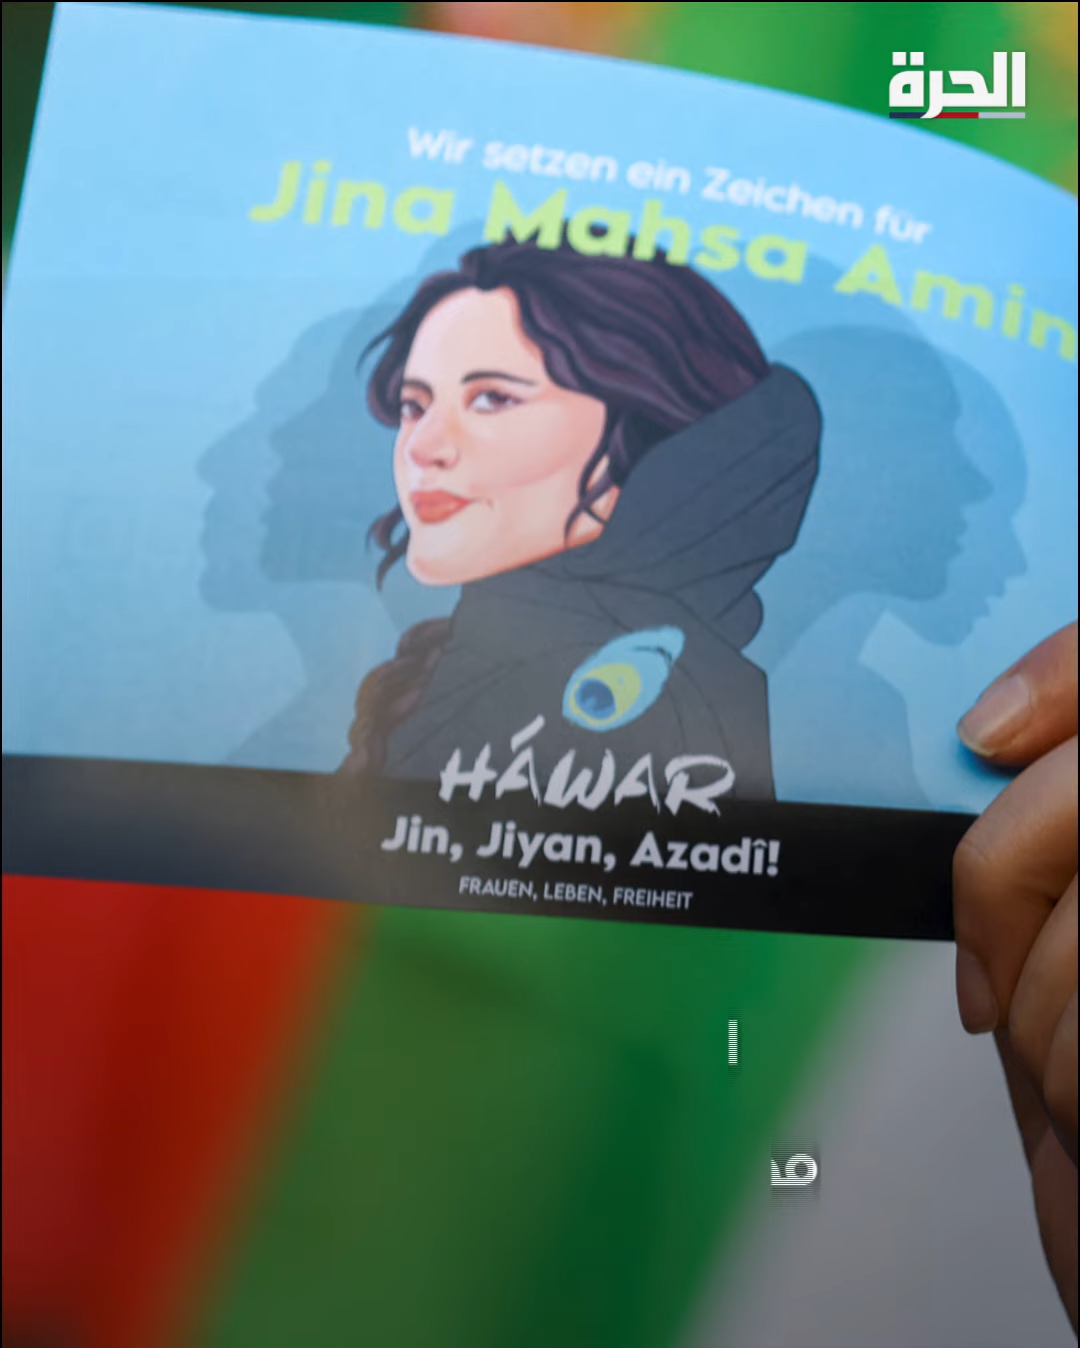 الحرة
Wir setzen ein Zeichen für
Jina Mahsa Amin
HÁWAR
Jin, Jiyan, Azadî!
FRAUEN, LEBEN, FREIHEIT